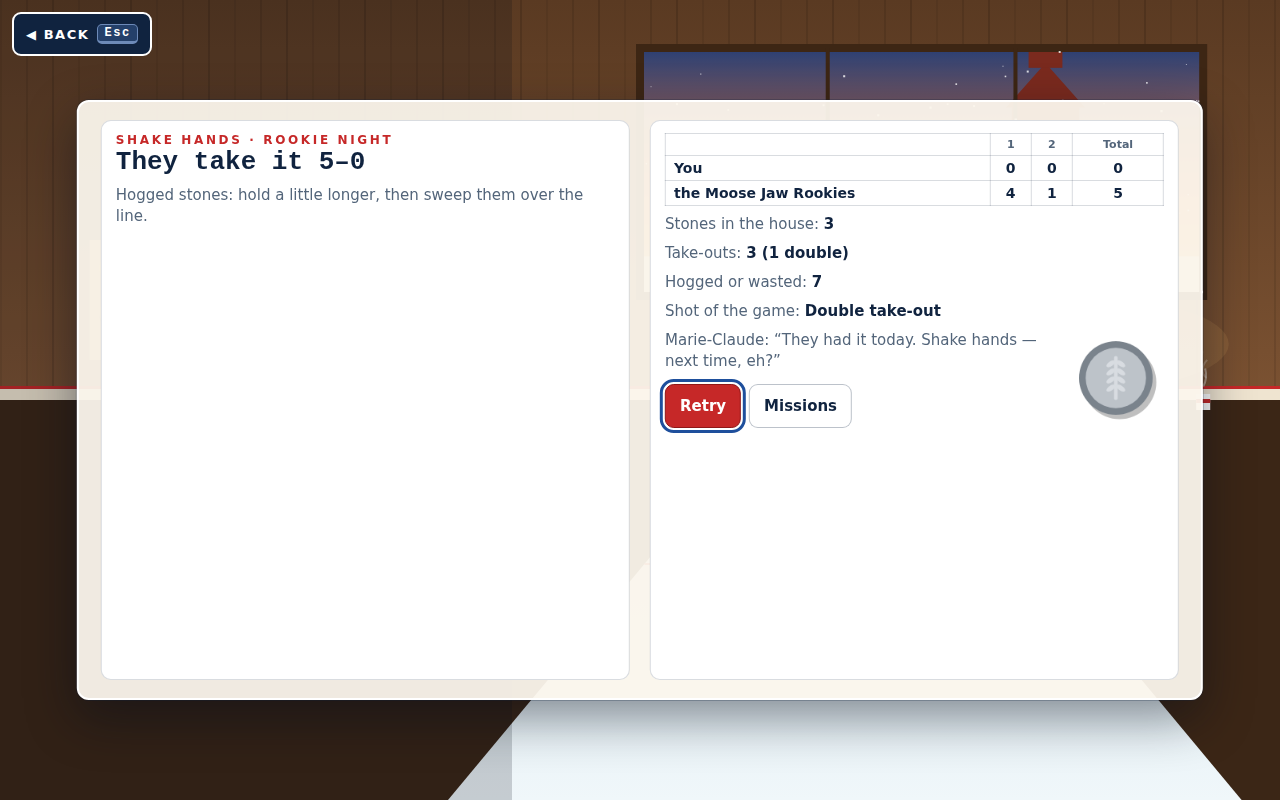 ◀ BACK Esc
SHAKE HANDS · ROOKIE NIGHT
They take it 5–0
Hogged stones: hold a little longer, then sweep them over the
line.
1 2 Total
You 0 0 0
the Moose Jaw Rookies 4 1 5
Stones in the house: 3
Take-outs: 3 (1 double)
Hogged or wasted: 7
Shot of the game: Double take-out
Marie-Claude: “They had it today. Shake hands —
next time, eh?”
Retry Missions